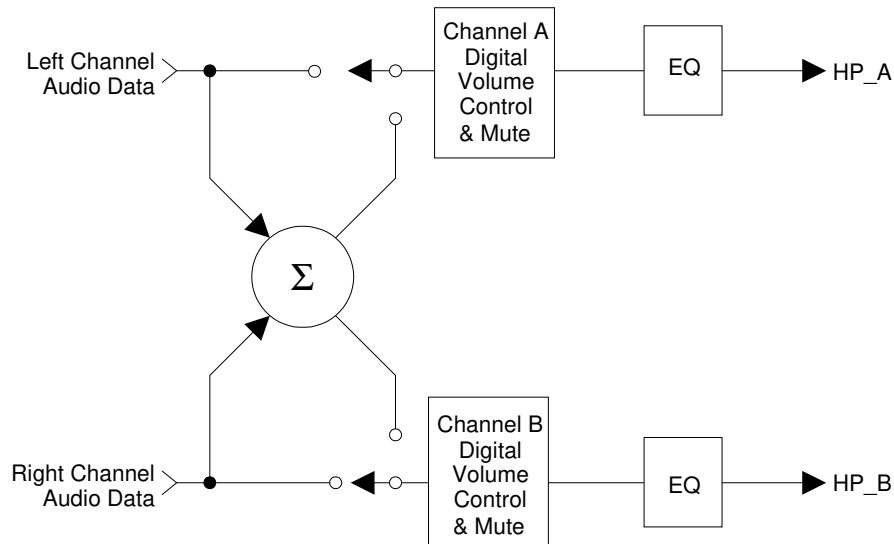 Left Channel
Audio Data
Channel A
Digital
Volume
Control
& Mute
EQ
HP_A
Σ
Right Channel
Audio Data
Channel B
Digital
Volume
Control
& Mute
EQ
HP_B